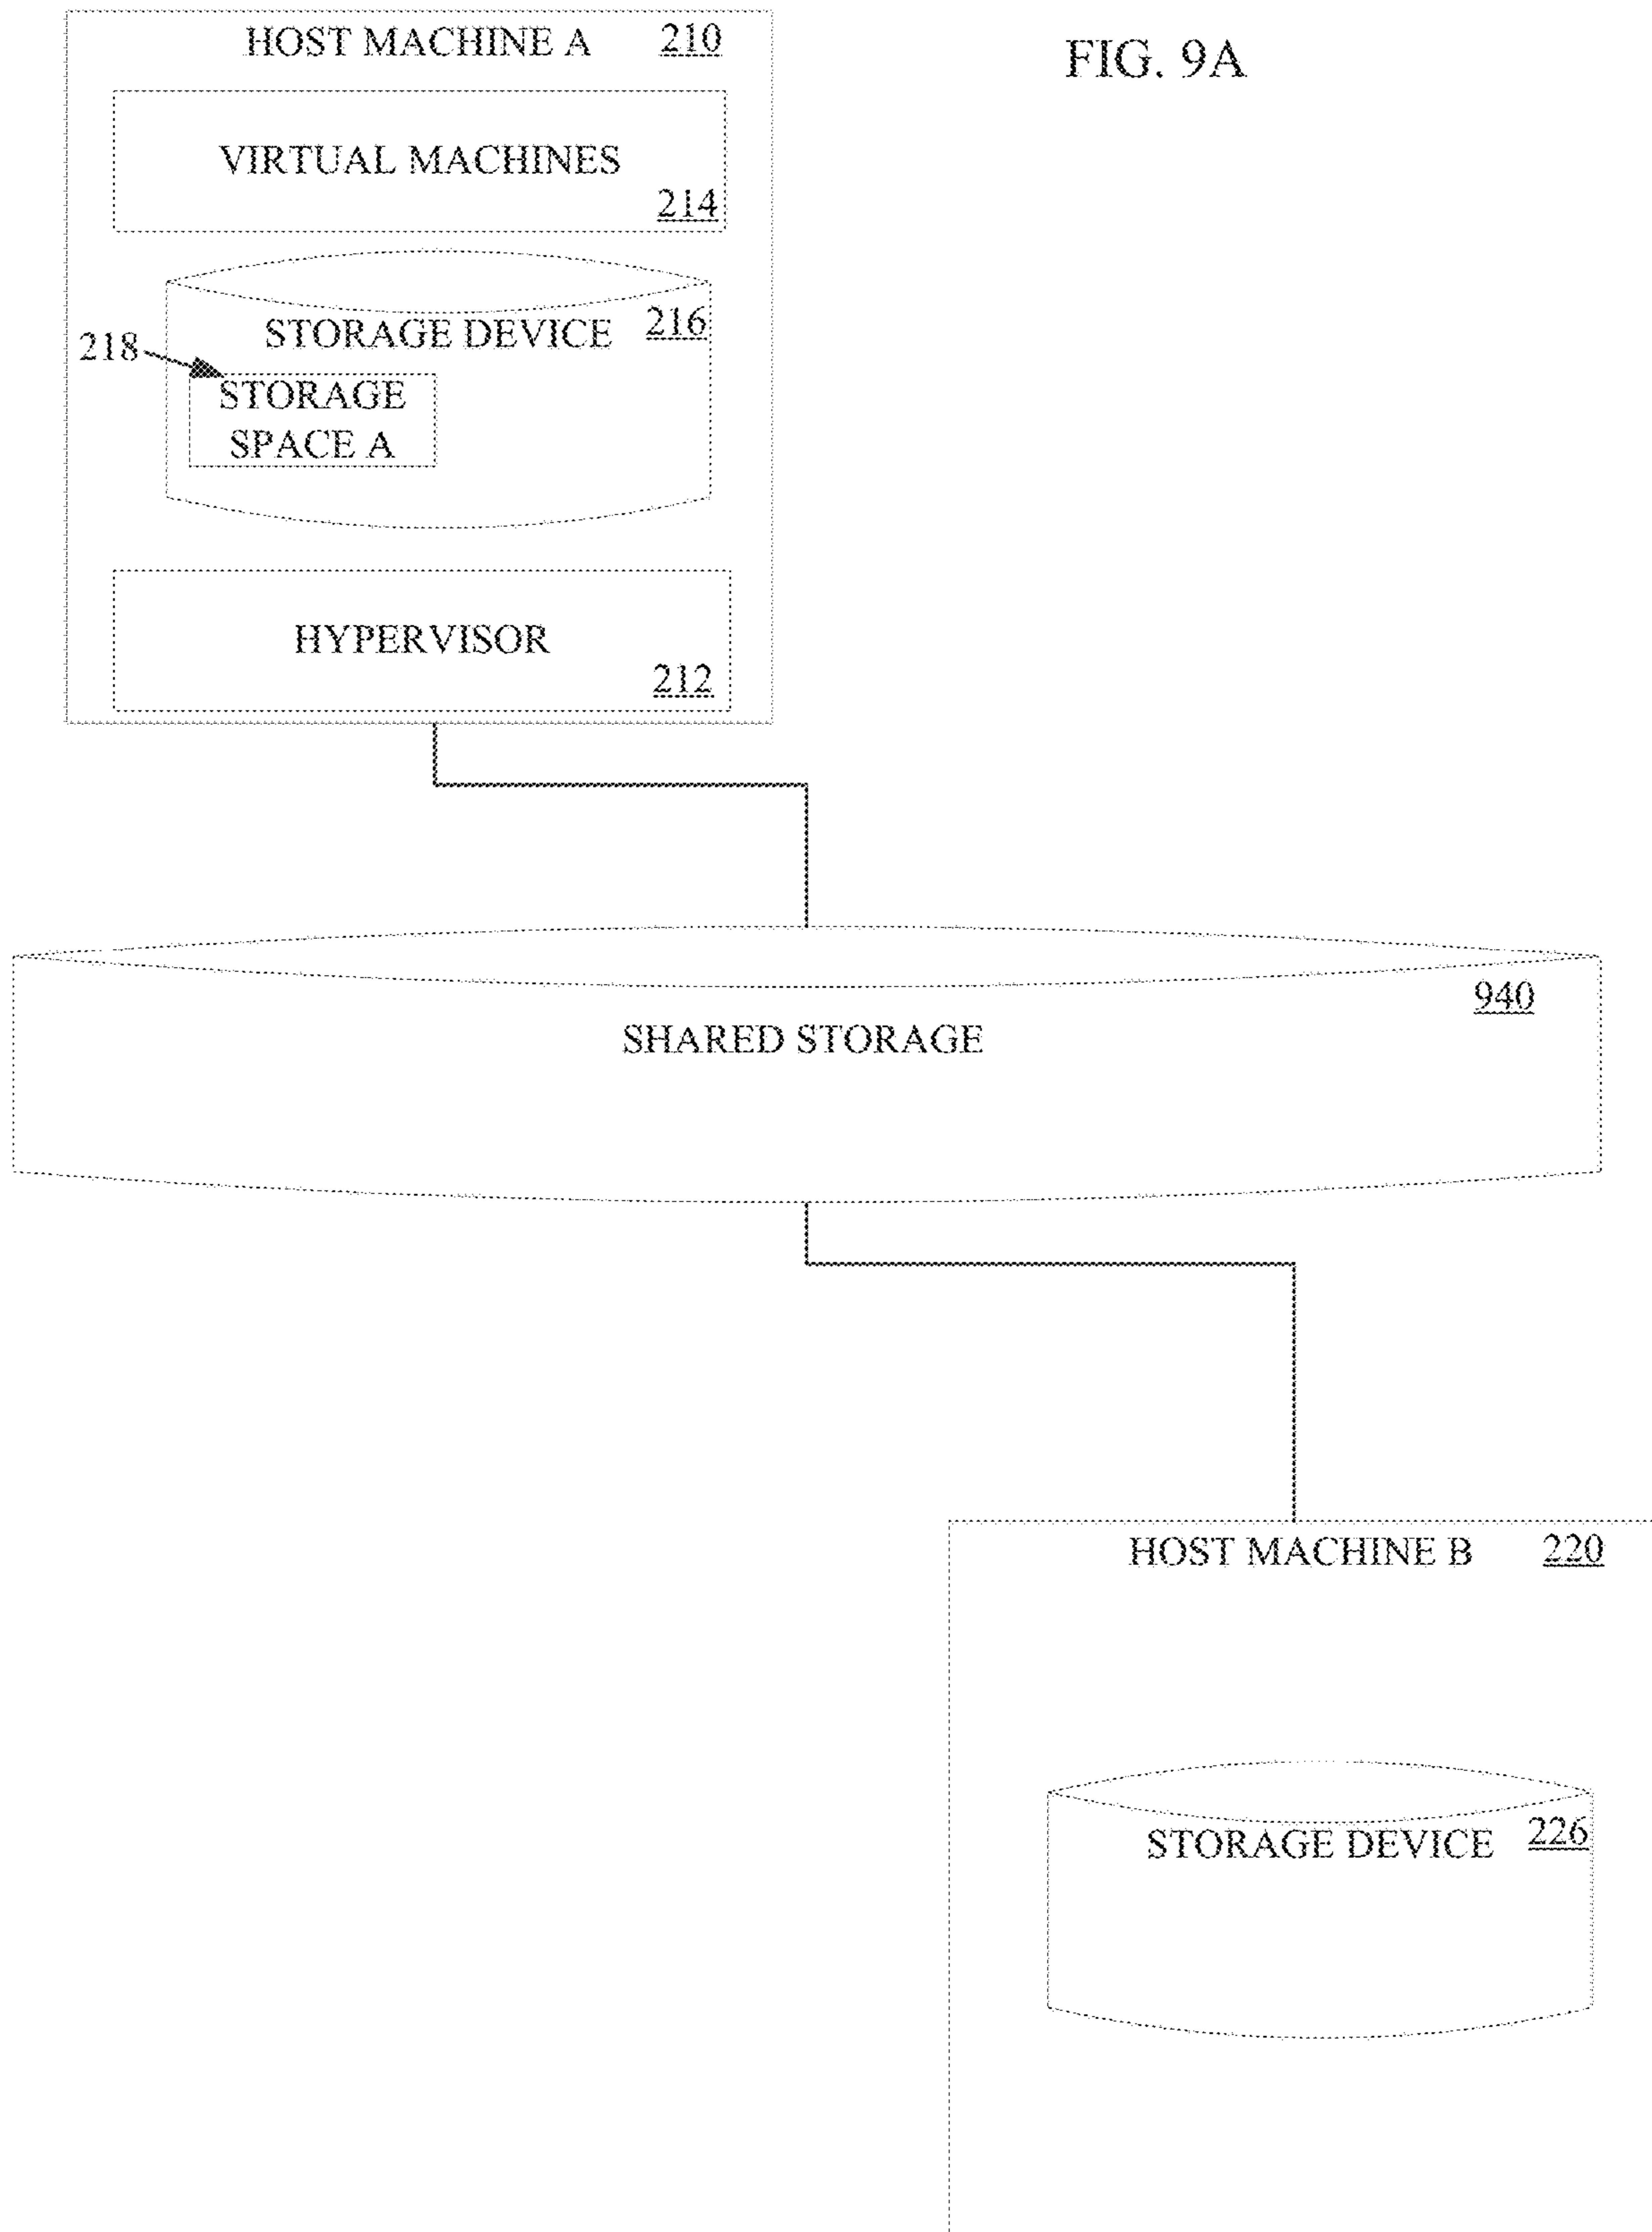 HOST MACHINE A 210
FIG. 9A
VIRTUAL MACHINES
214
STORAGE DEVICE 216
218
STORAGE
SPACE A
HYPERVISOR
212
940
SHARED STORAGE
HOST MACHINE B 220
STORAGE DEVICE 226